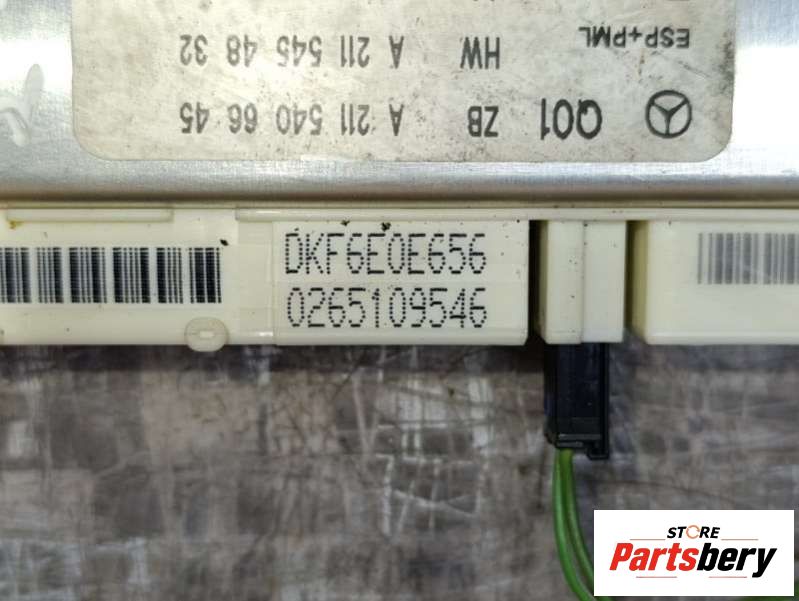 ZB A 211 540 66 45
Q01
HW A 211 545 48 32
ESP+PML
DKF6E0E656
0265109546
STORE
Partsbery